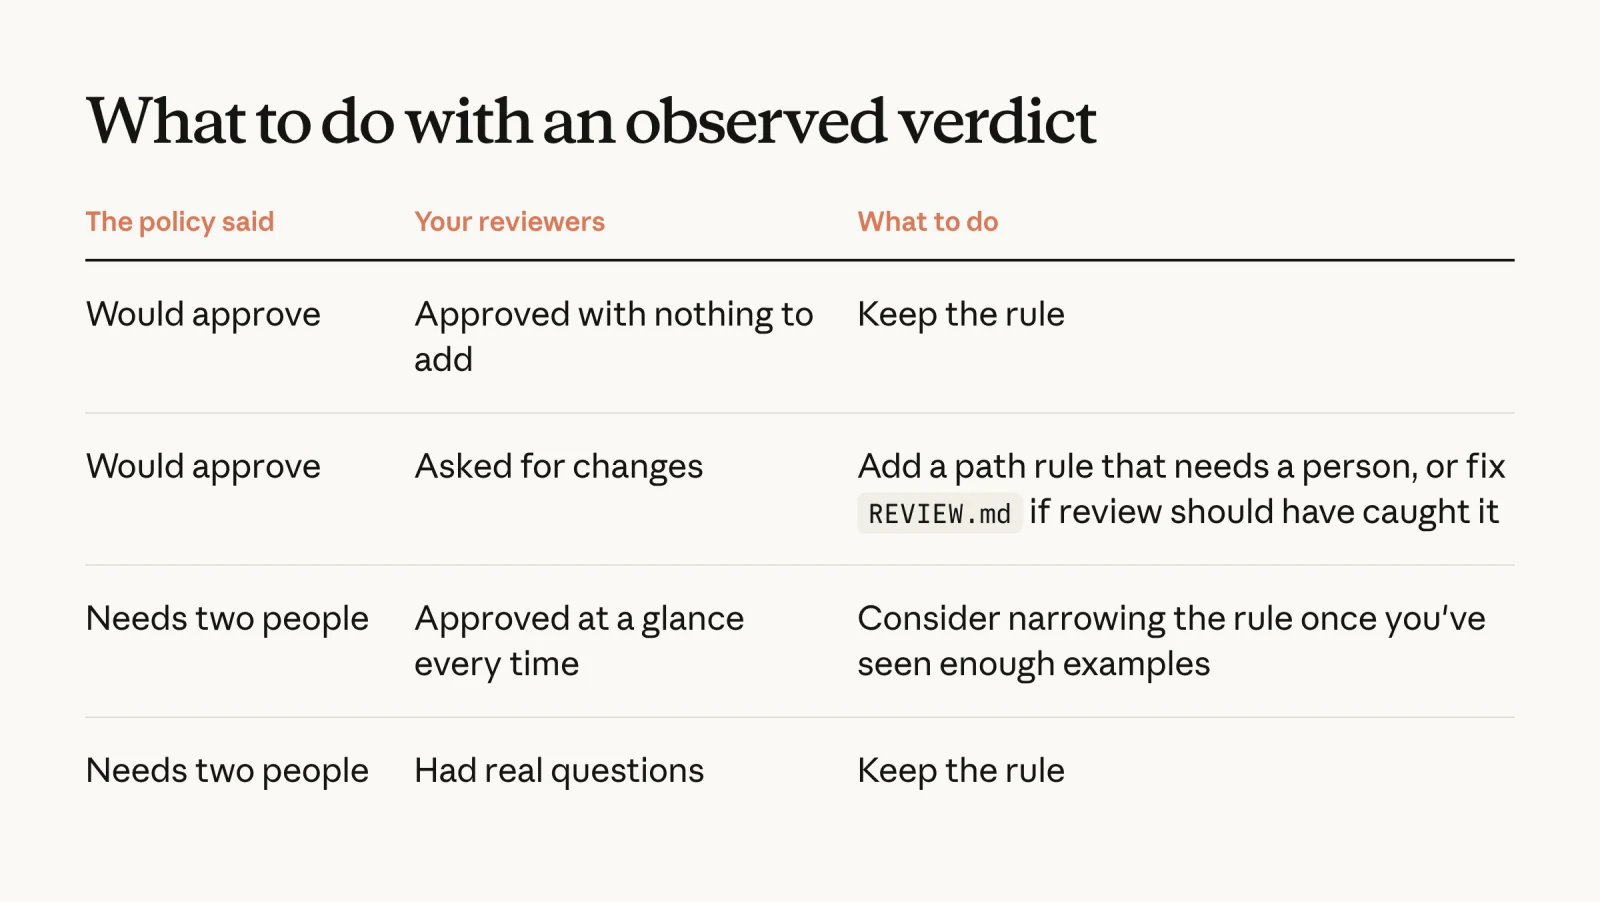 What to do with an observed verdict
The policy said Your reviewers What to do
Would approve Approved with nothing to Keep the rule
add
Would approve Asked for changes Add a path rule that needs a person, or fix
REVIEW.md if review should have caught it
Needs two people Approved at a glance Consider narrowing the rule once you've
every time seen enough examples
Needs two people Had real questions Keep the rule